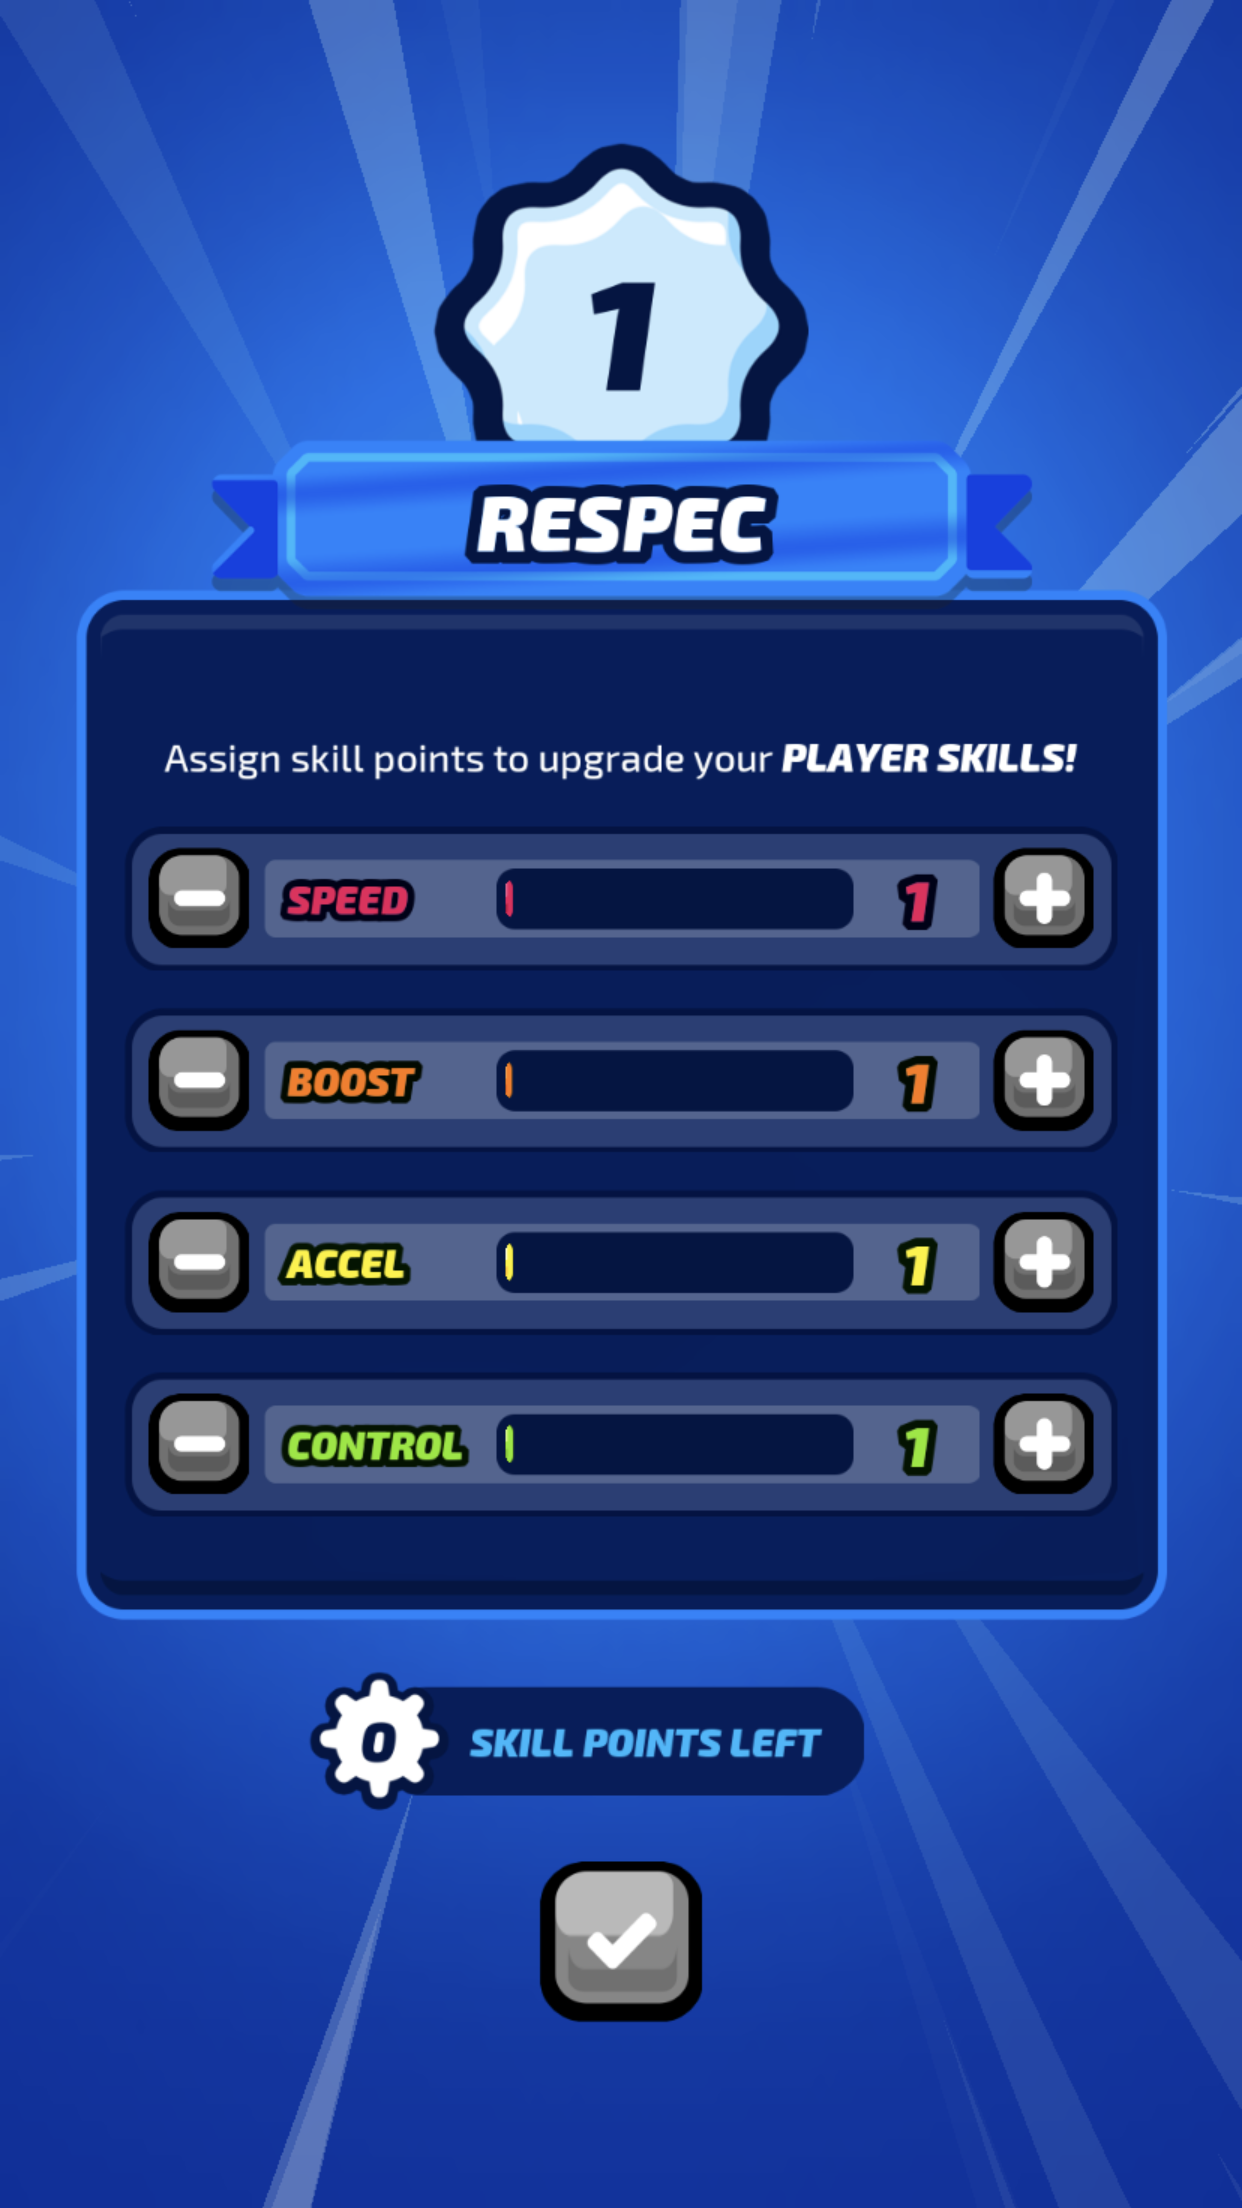 1
RESPEC
Assign skill points to upgrade your PLAYER SKILLS!
SPEED 1
BOOST 1
ACCEL 1
CONTROL 1
0 SKILL POINTS LEFT